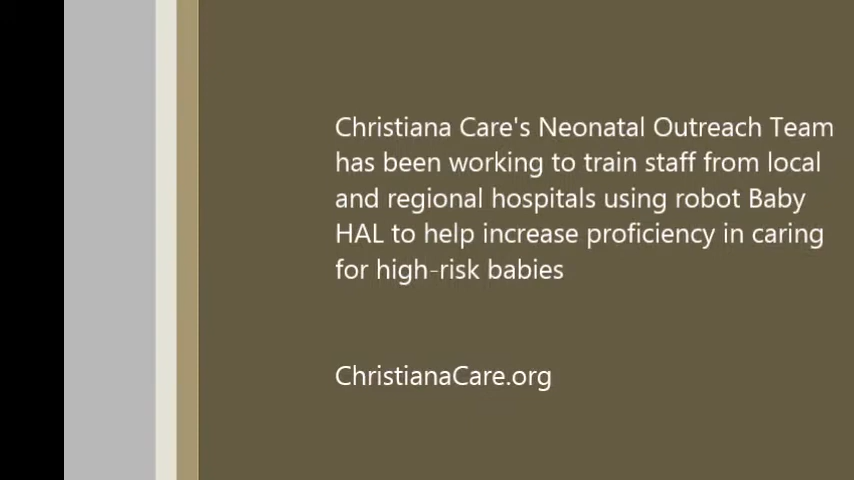 Christiana Care's Neonatal Outreach Team
has been working to train staff from local
and regional hospitals using robot Baby
HAL to help increase proficiency in caring
for high-risk babies
ChristianaCare.org